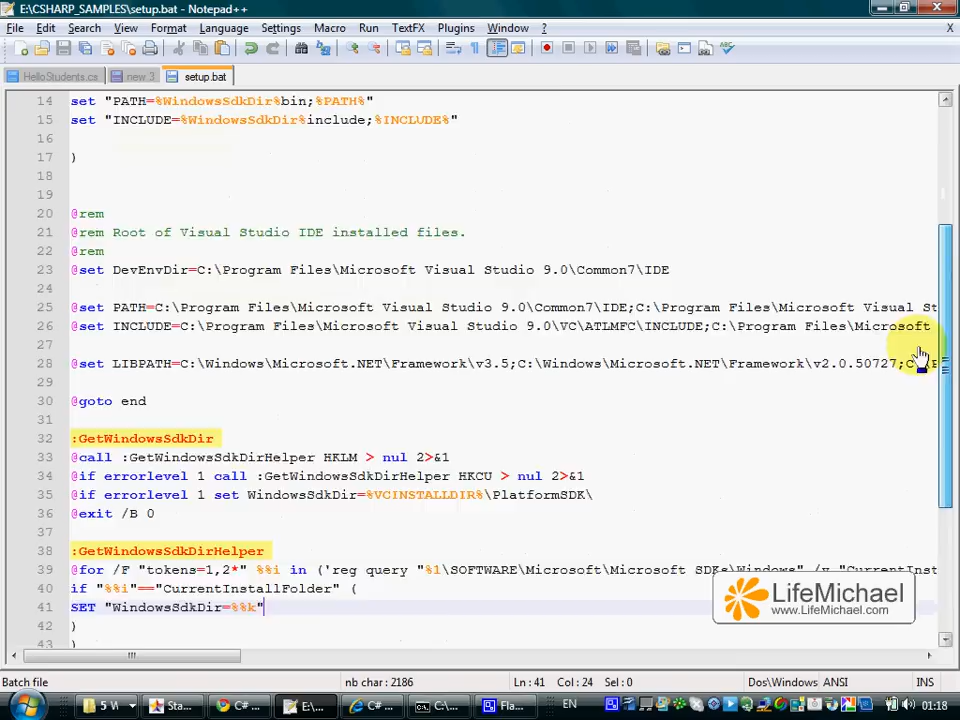 E:\CSHARP_SAMPLES\setup.bat - Notepad++
File Edit Search View Format Language Settings Macro Run TextFX Plugins Window ? X
HelloStudents.cs new 3 setup.bat
14 set "PATH=%WindowsSdkDir%bin;%PATH%"
15 set "INCLUDE=%WindowsSdkDir%include;%INCLUDE%"
16
17 )
18
19
20 @rem
21 @rem Root of Visual Studio IDE installed files.
22 @rem
23 @set DevEnvDir=C:\Program Files\Microsoft Visual Studio 9.0\Common7\IDE
24
25 @set PATH=C:\Program Files\Microsoft Visual Studio 9.0\Common7\IDE;C:\Program Files\Microsoft Visual St
26 @set INCLUDE=C:\Program Files\Microsoft Visual Studio 9.0\VC\ATLMFC\INCLUDE;C:\Program Files\Microsoft
27
28 @set LIBPATH=C:\Windows\Microsoft.NET\Framework\v3.5;C:\Windows\Microsoft.NET\Framework\v2.0.50727;C
29
30 @goto end
31
32 :GetWindowsSdkDir
33 @call :GetWindowsSdkDirHelper HKLM > nul 2>&1
34 @if errorlevel 1 call :GetWindowsSdkDirHelper HKCU > nul 2>&1
35 @if errorlevel 1 set WindowsSdkDir=%VCINSTALLDIR%\PlatformSDK\
36 @exit /B 0
37
38 :GetWindowsSdkDirHelper
39 @for /F "tokens=1,2*" %%i in ('reg query "%1\SOFTWARE\Microsoft\Microsoft SDKs\Windows" /v "CurrentInst
40 if "%%i"=="CurrentInstallFolder" (
41 SET "WindowsSdkDir=%%k"
42 )
43 )
LifeMichael
www.LifeMichael.com
Batch file nb char : 2186 Ln : 41 Col : 24 Sel : 0 Dos\Windows ANSI INS
5 W Sta... C# ... E:\... C# ... C:\... Fla... EN 01:18